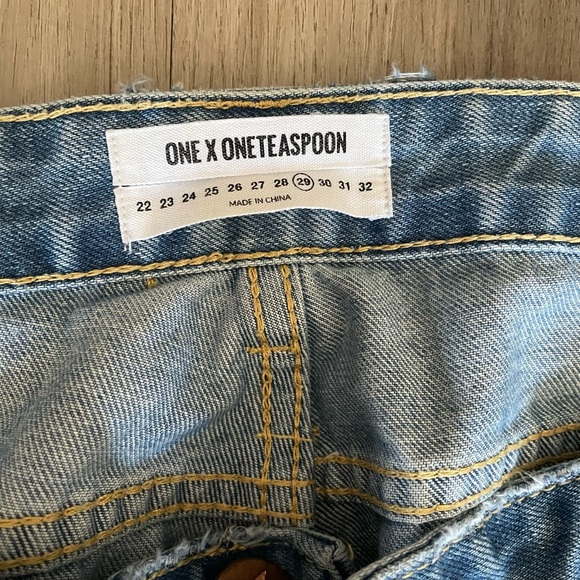 ONE X ONETEASPOON
22 23 24 25 26 27 28 29 30 31 32
MADE IN CHINA